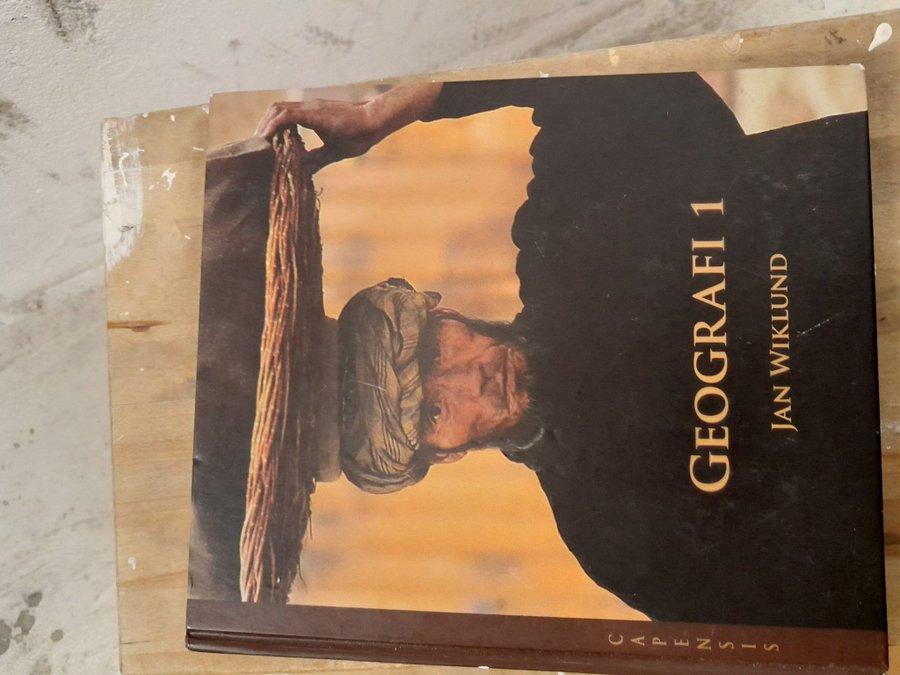 GEOGRAFI 1
JAN WIKLUND
CAPENSIS